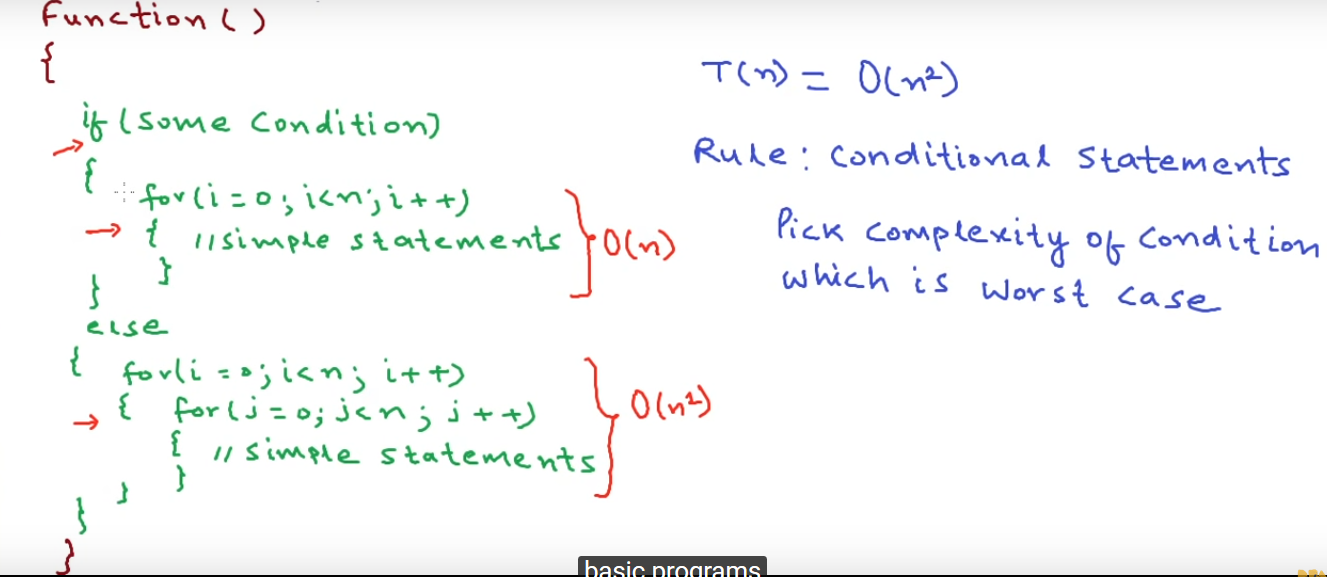 Function()
{
if (some condition)
{
for(i=0; i<n; i++)
{ //simple statements
}
}
O(n)
else
{ for(i=0; i<n; i++)
{ for(j=0; j<n; j++)
{ // simple statements
}
}
}
O(n²)
}
T(n) = O(n²)
Rule: conditional statements
Pick complexity of condition
which is worst case
basic programs